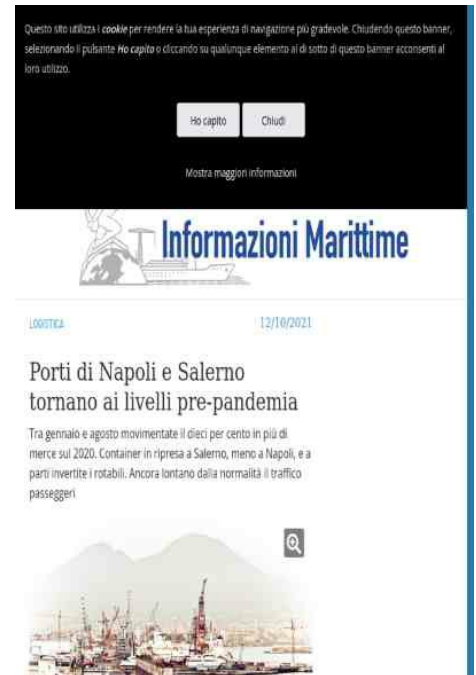 Questo sito utilizza i cookie per rendere la tua esperienza di navigazione più gradevole. Chiudendo questo banner,
selezionando il pulsante Ho capito o cliccando su qualunque elemento al di sotto di questo banner acconsenti al
loro utilizzo.
Ho capito
Chiudi
Mostra maggiori informazioni
Informazioni Marittime
LOGISTICA
12/10/2021
Porti di Napoli e Salerno
tornano ai livelli pre-pandemia
Tra gennaio e agosto movimentate il dieci per cento in più di
merce sul 2020. Container in ripresa a Salerno, meno a Napoli, e a
parti invertite i rotabili. Ancora lontano dalla normalità il traffico
passeggeri